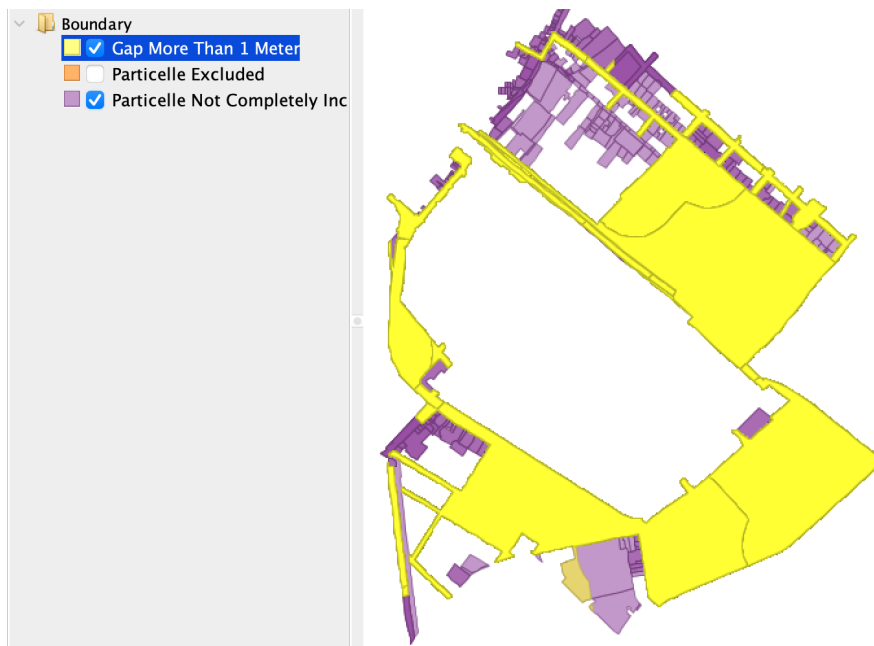 Boundary
Gap More Than 1 Meter
Particelle Excluded
Particelle Not Completely Inc